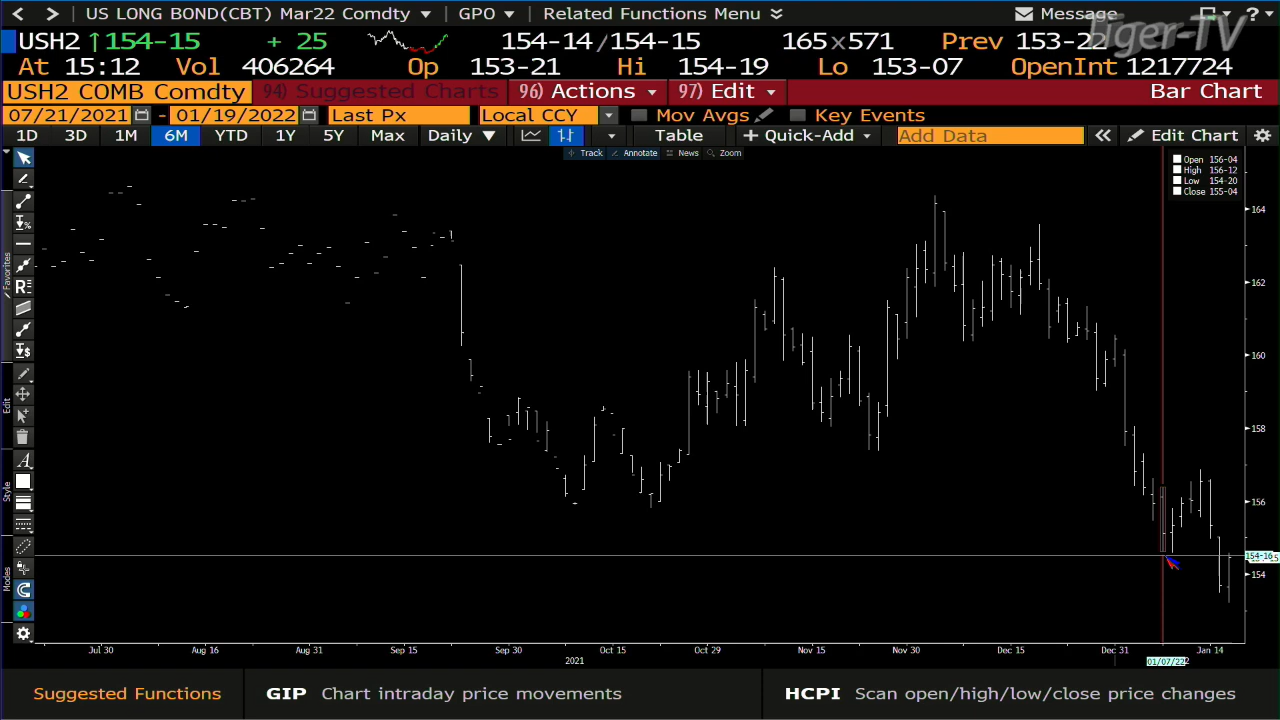 US LONG BOND(CBT) Mar22 Comdty GPO Related Functions Menu Message ?
USH2 ↑154-15 + 25 154-14/154-15 165x571 Prev 153-22
At 15:12 Vol 406264 Op 153-21 Hi 154-19 Lo 153-07 OpenInt 1217724
USH2 COMB Comdty 94) Suggested Charts 96) Actions 97) Edit Bar Chart
07/21/2021 - 01/19/2022 Last Px Local CCY Mov Avgs Key Events
1D 3D 1M 6M YTD 1Y 5Y Max Daily ▼ Table + Quick-Add Add Data « Edit Chart
Track Annotate News Zoom
Open 156-04
High 156-12
Low 154-20
Close 155-04
Favorites
Edit
Style
Modes
164
162
160
158
156
154-16
154
Jul 30 Aug 16 Aug 31 Sep 15 Sep 30 Oct 15 Oct 29 Nov 15 Nov 30 Dec 15 Dec 31 Jan 14
2021 01/07/22
Suggested Functions GIP Chart intraday price movements HCPI Scan open/high/low/close price changes